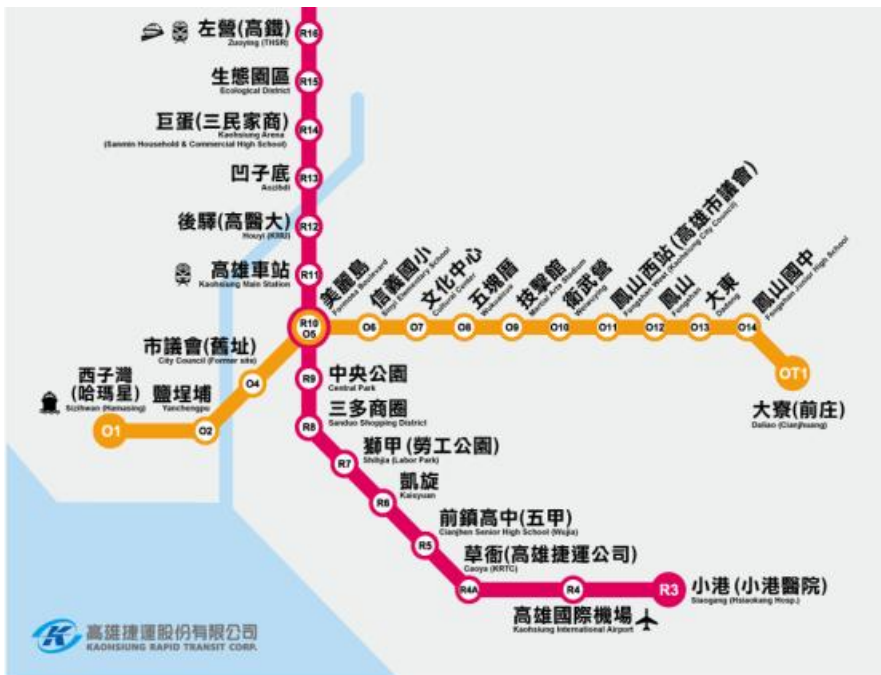 左營(高鐵)
Zuoying (THSR)
R16
生態園區
Ecological District
R15
巨蛋(三民家商)
Kaohsiung Arena
(Sanmin Household & Commercial High School)
R14
凹子底
Aozihdi
R13
後驛(高醫大)
Houyi (KMU)
R12
高雄車站
Kaohsiung Main Station
R11
美麗島
Formosa Boulevard
R10
O5
信義國小
Sinyi Elementary School
O6
文化中心
Cultural Center
O7
五塊厝
Wukuaicuo
O8
技擊館
Martial Arts Stadium
O9
衛武營
Weiwuying
O10
鳳山西站(高雄市議會)
Fongshan West (Kaohsiung City Council)
O11
鳳山
Fongshan
O12
大東
Dadong
O13
鳳山國中
Fongshan Junior High School
O14
OT1
大寮(前庄)
Daliao (Cianjhuang)
市議會(舊址)
City Council (Former site)
O4
鹽埕埔
Yanchengpu
O2
西子灣
(哈瑪星)
Sizihwan (Hamasing)
O1
R9
中央公園
Central Park
R8
三多商圈
Sanduo Shopping District
R7
獅甲(勞工公園)
Shihjia (Labor Park)
R6
凱旋
Kaisyuan
R5
前鎮高中(五甲)
Cianjhen Senior High School (Wujia)
R4A
草衙(高雄捷運公司)
Caoya (KRTC)
R4
高雄國際機場
Kaohsiung International Airport
R3
小港(小港醫院)
Siaogang (Hsiaokang Hosp.)
高雄捷運股份有限公司
KAOHSIUNG RAPID TRANSIT CORP.